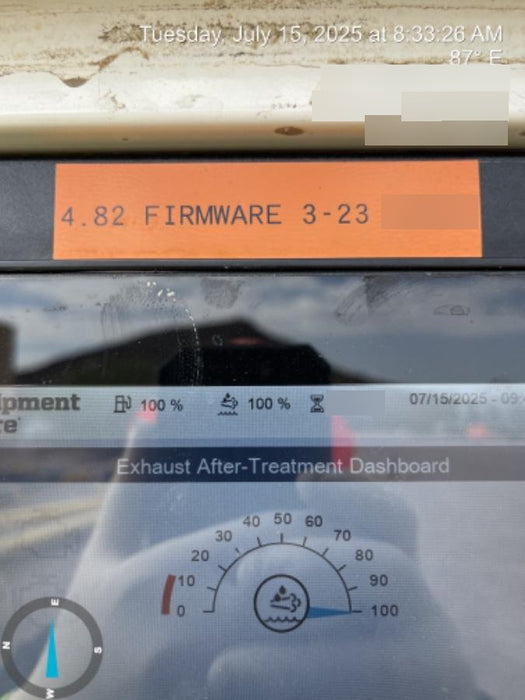 Tuesday, July 15, 2025 at 8:33:26 AM
87° E
4.82 FIRMWARE 3-23
ipment
re
100 %
100 %
07/15/2025 - 09:
Exhaust After-Treatment Dashboard
0
10
20
30
40
50
60
70
80
90
100
N
E
S
W